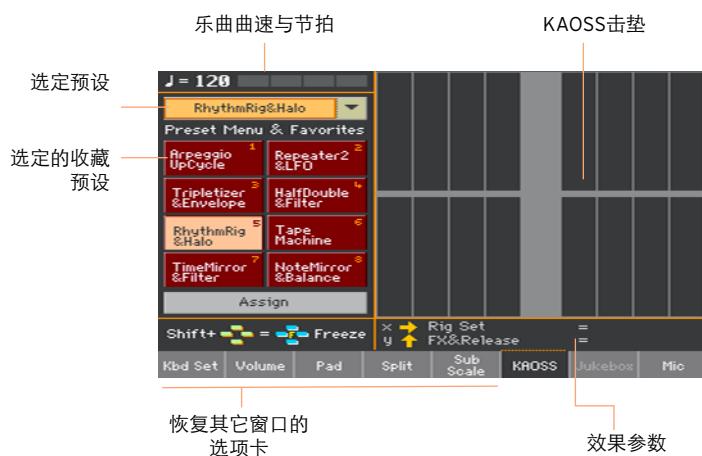 乐曲曲速与节拍
KAOSS击垫
选定预设
选定的收藏
预设
♩= 120
RhythmRig&Halo
Preset Menu & Favorites
Arpeggio
UpCycle
1
Repeater2
&LFO
2
Tripletizer
&Envelope
3
HalfDouble
&Filter
4
RhythmRig
&Halo
5
Tape
Machine
6
TimeMirror
&Filter
7
NoteMirror
&Balance
8
Assign
Shift+ = F Freeze
x Rig Set =
y FX&Release =
Kbd Set
Volume
Pad
Split
Sub
Scale
KAOSS
Jukebox
Mic
恢复其它窗口的
选项卡
效果参数